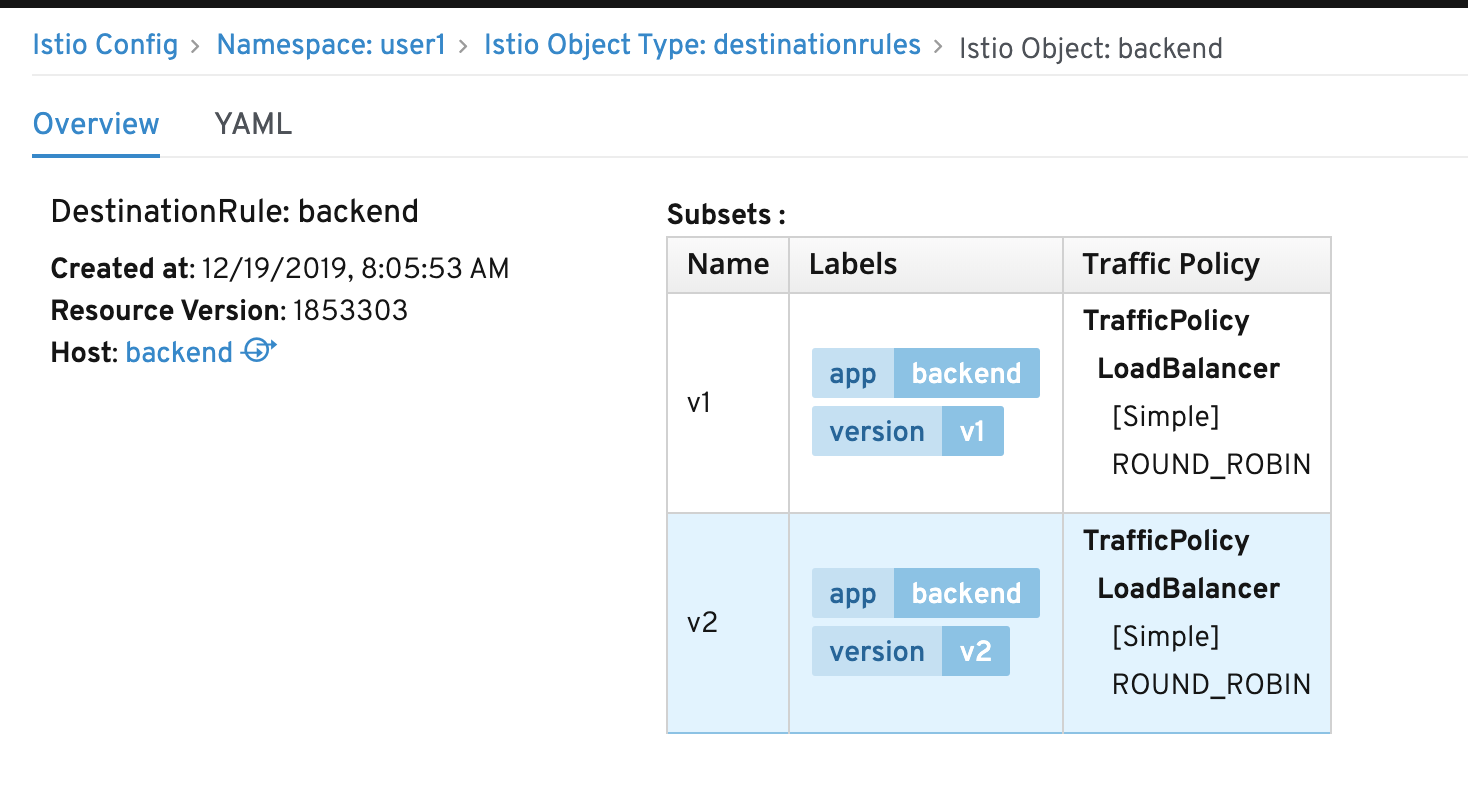 Istio Config > Namespace: user1 > Istio Object Type: destinationrules > Istio Object: backend
Overview YAML
DestinationRule: backend
Created at: 12/19/2019, 8:05:53 AM
Resource Version: 1853303
Host: backend
Subsets :
Name Labels Traffic Policy
v1
app backend
version v1
TrafficPolicy
LoadBalancer
[Simple]
ROUND_ROBIN
v2
app backend
version v2
TrafficPolicy
LoadBalancer
[Simple]
ROUND_ROBIN